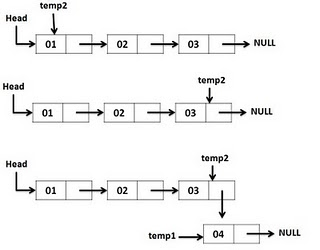 temp2
Head
01 02 03 NULL
temp2
Head
01 02 03 NULL
Head
temp2
01 02 03
temp1 04 NULL